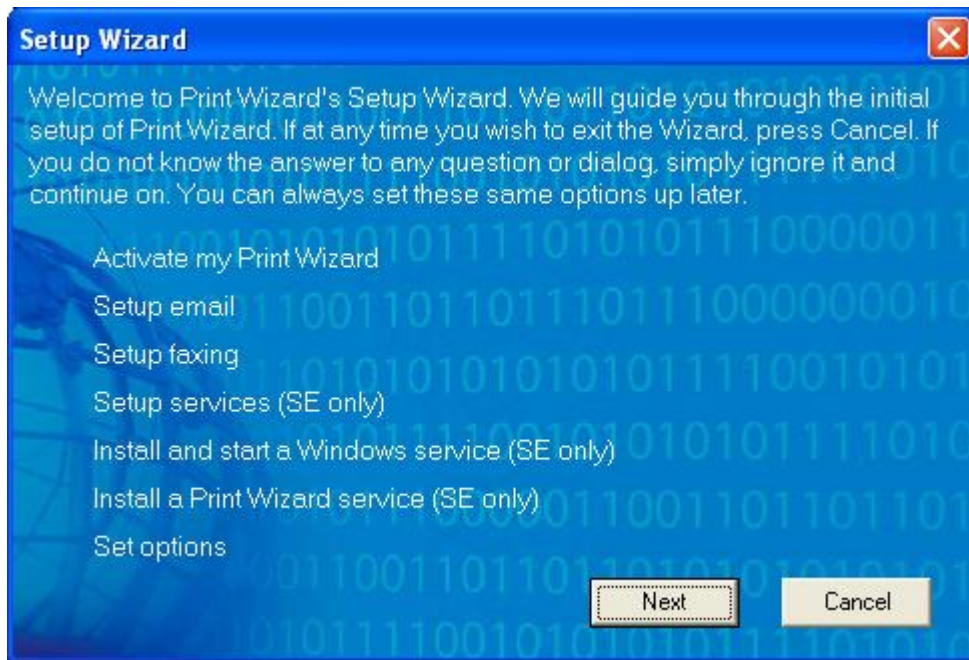 Setup Wizard
Welcome to Print Wizard's Setup Wizard. We will guide you through the initial
setup of Print Wizard. If at any time you wish to exit the Wizard, press Cancel. If
you do not know the answer to any question or dialog, simply ignore it and
continue on. You can always set these same options up later.
Activate my Print Wizard
Setup email
Setup faxing
Setup services (SE only)
Install and start a Windows service (SE only)
Install a Print Wizard service (SE only)
Set options
Next
Cancel